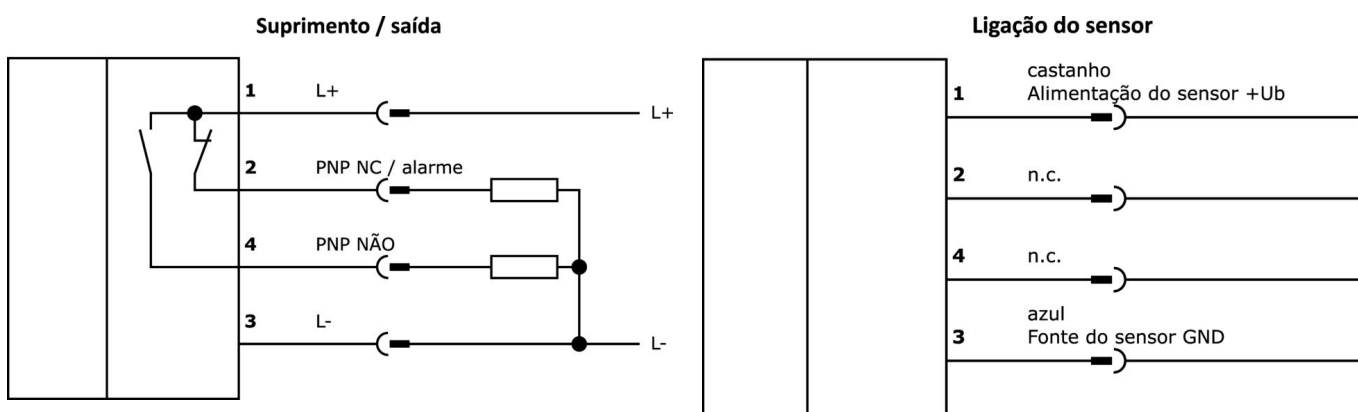 Suprimento / saída
1 L+
L+
2 PNP NC / alarme
4 PNP NÃO
3 L-
L-
Ligação do sensor
castanho
1 Alimentação do sensor +Ub
2 n.c.
4 n.c.
azul
3 Fonte do sensor GND